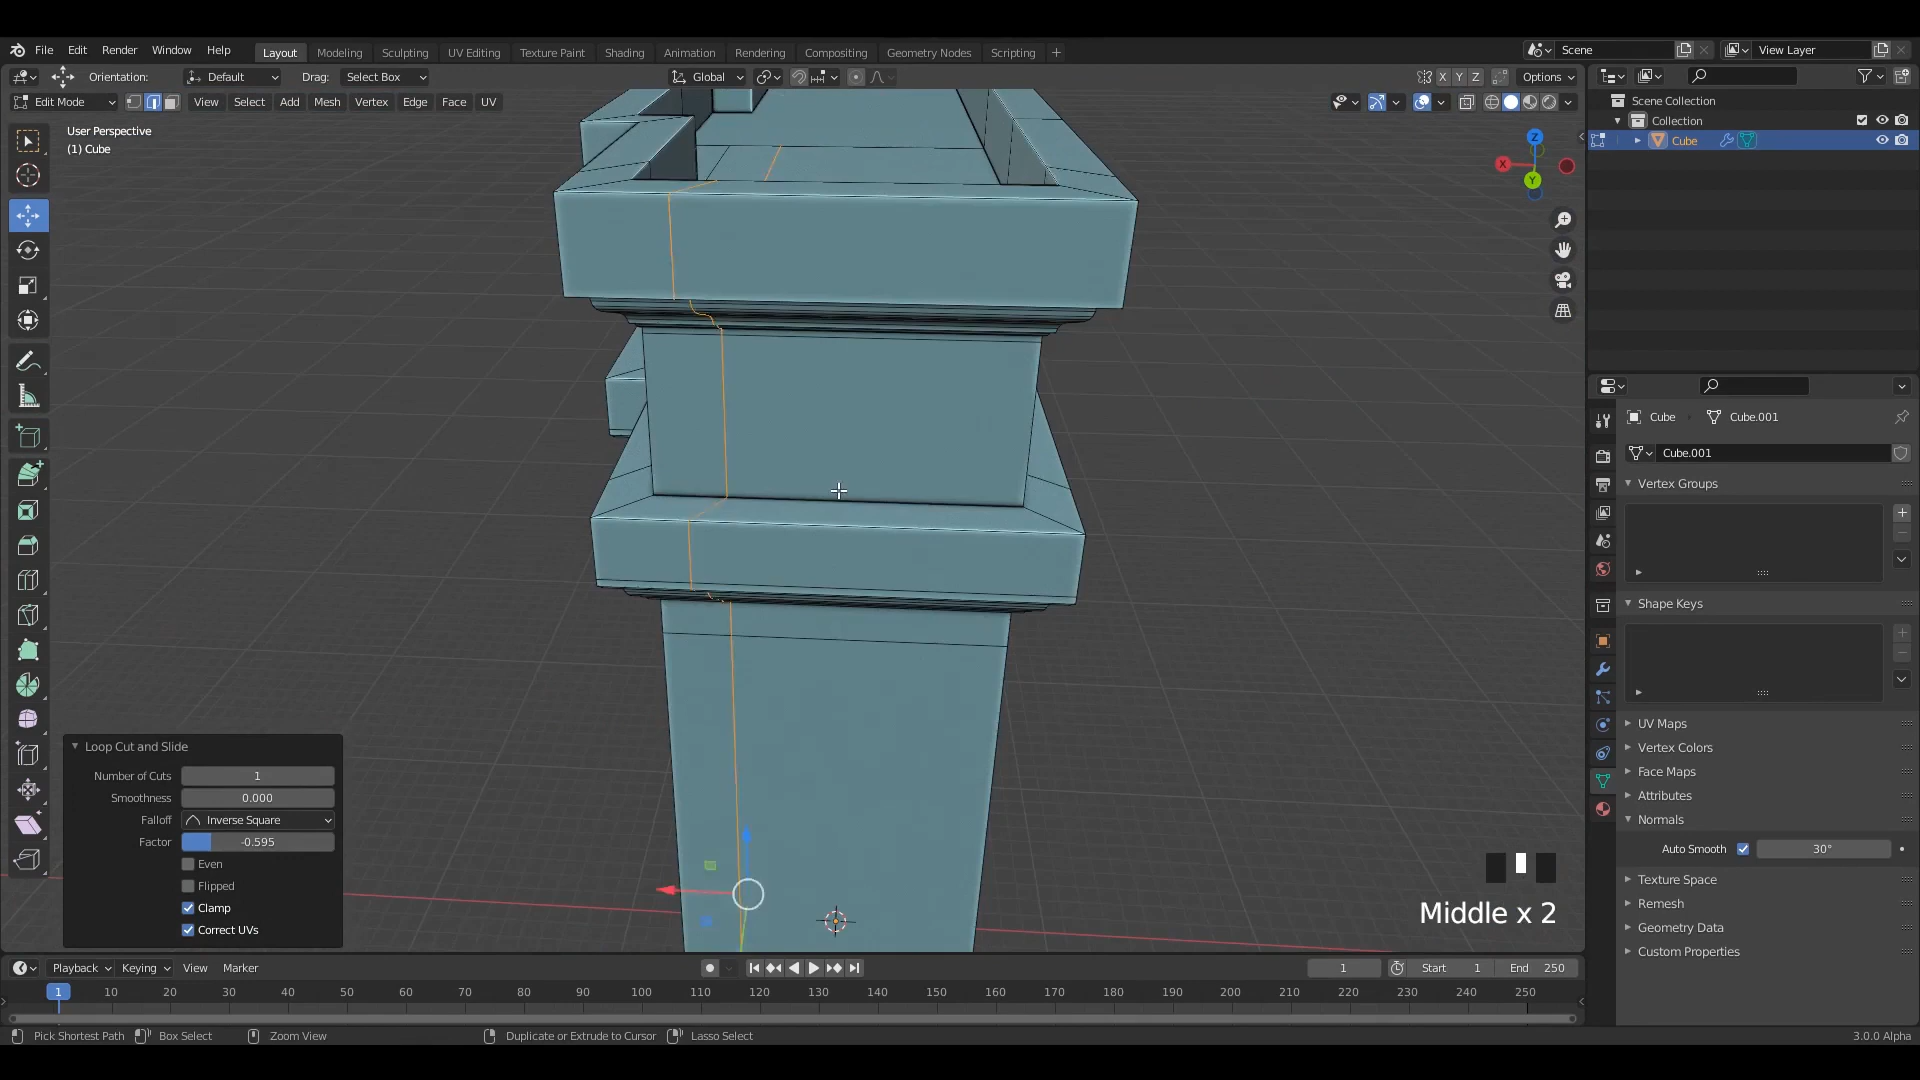 File Edit Render Window Help Layout Modeling Sculpting UV Editing Texture Paint Shading Animation Rendering Compositing Geometry Nodes Scripting + Scene View Layer
Orientation: Default Drag: Select Box Global X Y Z Options
Edit Mode View Select Add Mesh Vertex Edge Face UV
Scene Collection
Collection
Cube
User Perspective
(1) Cube
Z
X
Y
Cube Cube.001
Cube.001
Vertex Groups
Shape Keys
UV Maps
Vertex Colors
Face Maps
Attributes
Normals
Auto Smooth 30°
Texture Space
Remesh
Geometry Data
Custom Properties
Loop Cut and Slide
Number of Cuts 1
Smoothness 0.000
Falloff Inverse Square
Factor -0.595
Even
Flipped
Clamp
Correct UVs
Middle x 2
Playback Keying View Marker 1 Start 1 End 250
1 10 20 30 40 50 60 70 80 90 100 110 120 130 140 150 160 170 180 190 200 210 220 230 240 250
Pick Shortest Path Box Select Zoom View Duplicate or Extrude to Cursor Lasso Select 3.0.0 Alpha